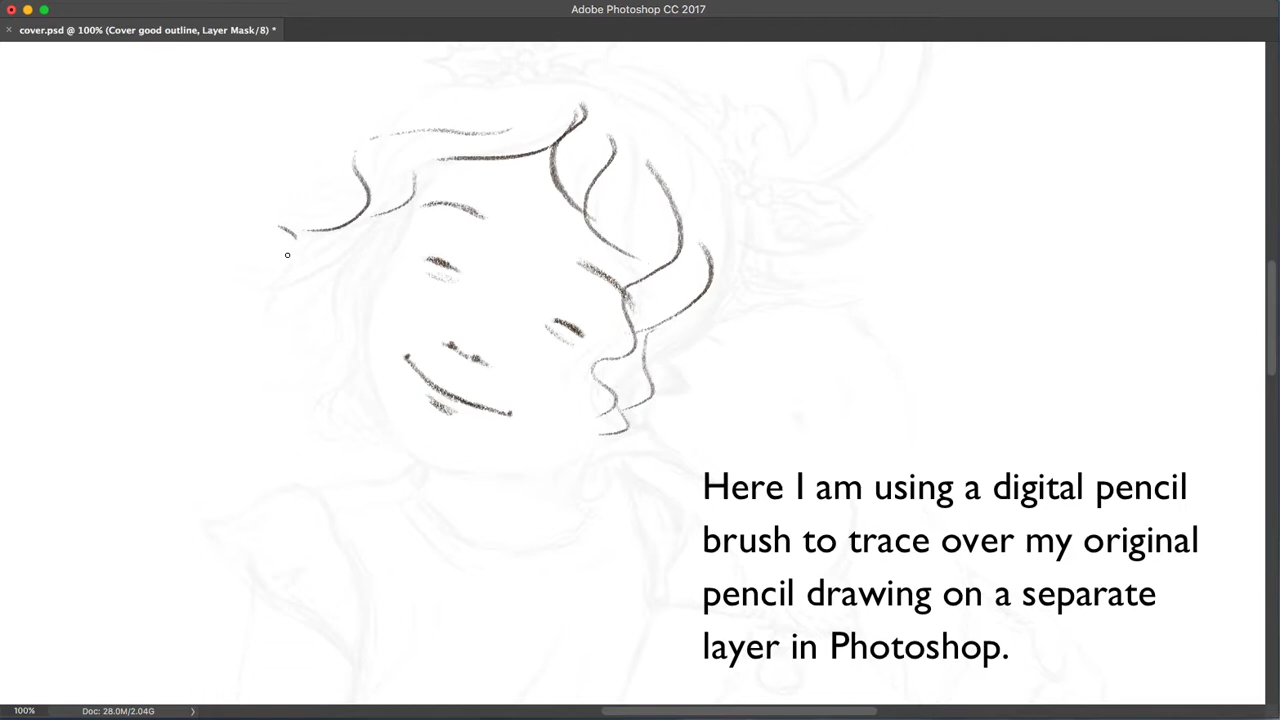 Adobe Photoshop CC 2017
× cover.psd @ 100% (Cover good outline, Layer Mask/8) *
Here I am using a digital pencil
brush to trace over my original
pencil drawing on a separate
layer in Photoshop.
100% Doc: 28.0M/2.04G